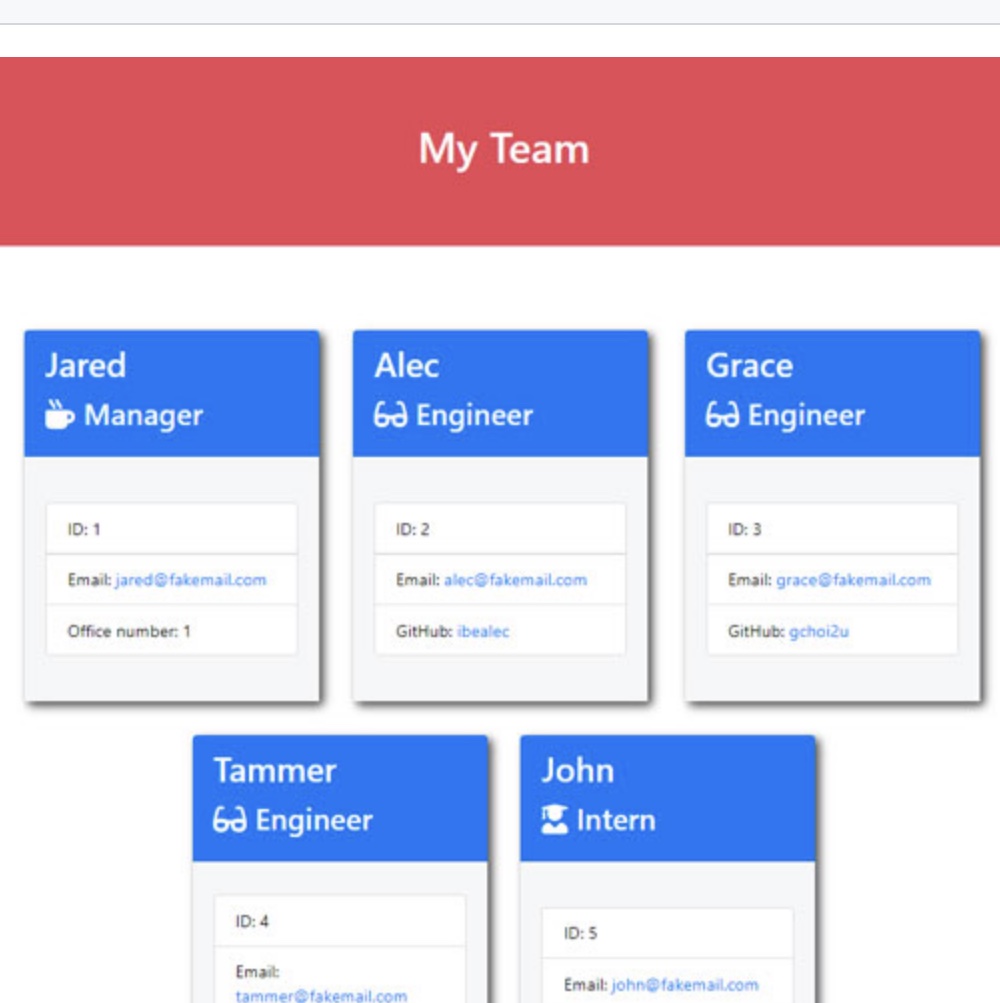 My Team
Jared
Manager
ID: 1
Email: jared@fakemail.com
Office number: 1
Alec
Engineer
ID: 2
Email: alec@fakemail.com
GitHub: ibealec
Grace
Engineer
ID: 3
Email: grace@fakemail.com
GitHub: gchoi2u
Tammer
Engineer
ID: 4
Email:
tammer@fakemail.com
John
Intern
ID: 5
Email: john@fakemail.com